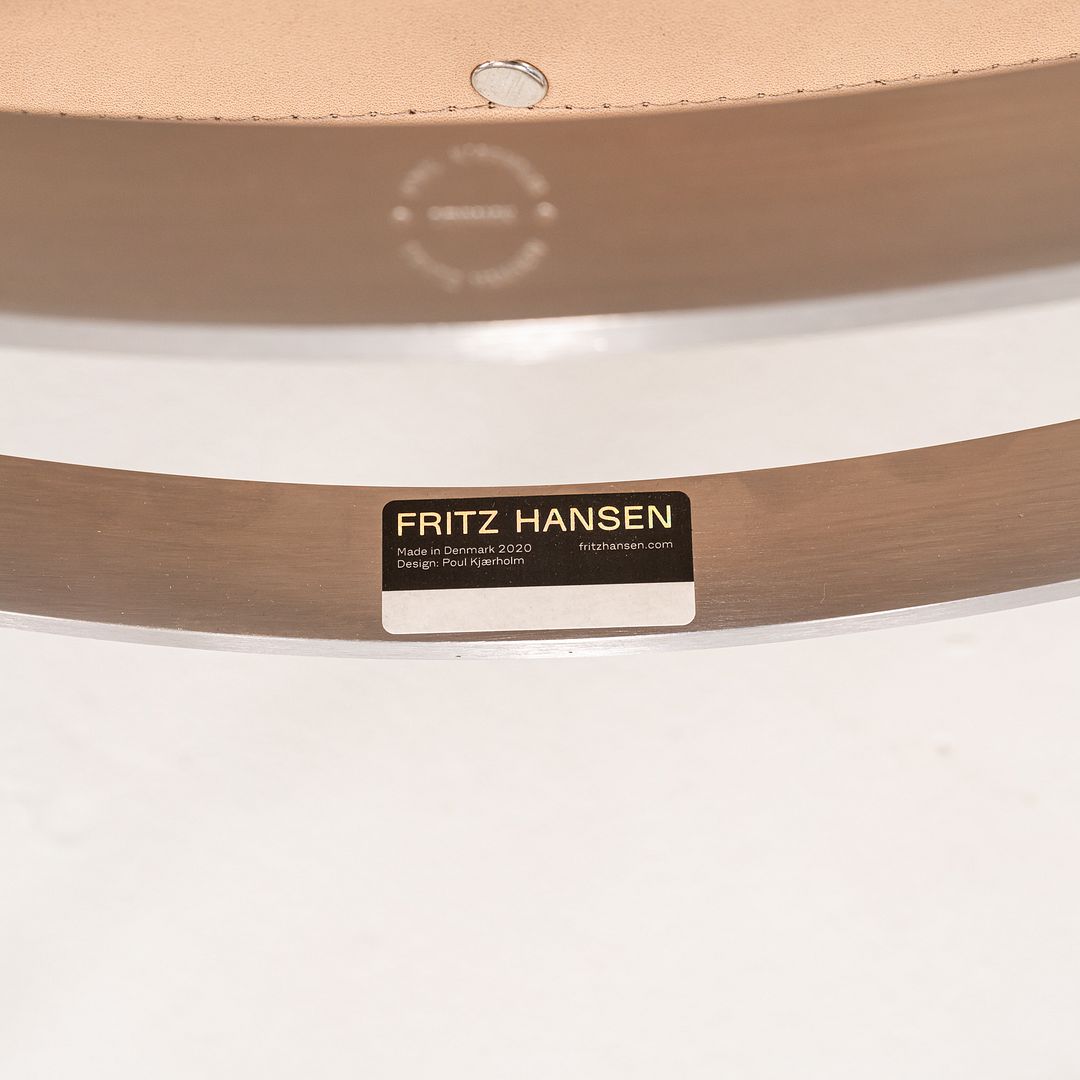 FRITZ HANSEN
Made in Denmark 2020
fritzhansen.com
Design: Poul Kjærholm